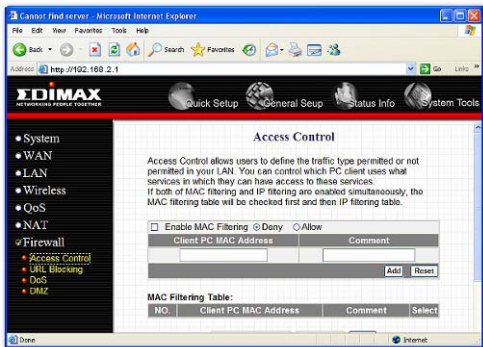 Cannot find server - Microsoft Internet Explorer
File Edit View Favorites Tools Help
Back Search Favorites
Address http://192.168.2.1 Go Links »
EDIMAX
NETWORKING PEOPLE TOGETHER
Quick Setup General Seup Status Info System Tools
System
WAN
LAN
Wireless
QoS
NAT
Firewall
Access Control
URL Blocking
DoS
DMZ
Access Control
Access Control allows users to define the traffic type permitted or not
permitted in your LAN. You can control which PC client uses what
services in which they can have access to these services.
If both of MAC filtering and IP filtering are enabled simultaneously, the
MAC filtering table will be checked first and then IP filtering table.
Enable MAC Filtering Deny Allow
Client PC MAC Address Comment
Add Reset
MAC Filtering Table:
NO. Client PC MAC Address Comment Select
Done Internet